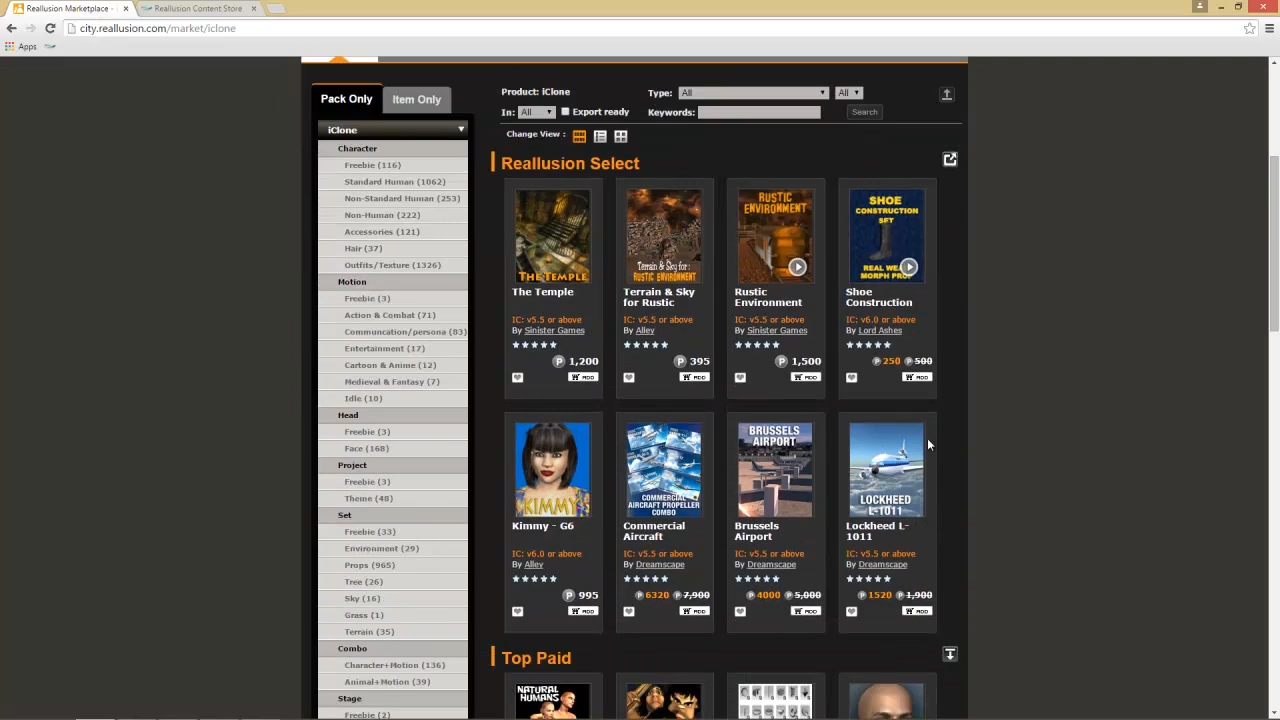 Reallusion Marketplace -
Reallusion Content Store
city.reallusion.com/market/iclone
Apps
Pack Only
Item Only
iClone
Character
Freebie (116)
Standard Human (1062)
Non-Standard Human (253)
Non-Human (222)
Accessories (121)
Hair (37)
Outfits/Texture (1326)
Motion
Freebie (3)
Action & Combat (71)
Communcation/persona (83)
Entertainment (17)
Cartoon & Anime (12)
Medieval & Fantasy (7)
Idle (10)
Head
Freebie (3)
Face (168)
Project
Freebie (3)
Theme (48)
Set
Freebie (33)
Environment (29)
Props (965)
Tree (26)
Sky (16)
Grass (1)
Terrain (35)
Combo
Character+Motion (136)
Animal+Motion (39)
Stage
Freebie (2)
Product: iClone
Type: All All
In: All Export ready
Keywords: Search
Change View :
Reallusion Select
THE TEMPLE
The Temple
IC: v5.5 or above
By Sinister Games
P 1,200
ADD
Terrain & Sky for:
RUSTIC ENVIRONMENT
Terrain & Sky
for Rustic
IC: v5.5 or above
By Alley
P 395
ADD
RUSTIC
ENVIRONMENT
Rustic
Environment
IC: v5.5 or above
By Sinister Games
P 1,500
ADD
SHOE
CONSTRUCTION
SET
REAL WEA
MORPH PROP
Shoe
Construction
IC: v6.0 or above
By Lord Ashes
P 250 P 500
ADD
KIMMY
Kimmy - G6
IC: v6.0 or above
By Alley
P 995
ADD
COMMERCIAL
AIRCRAFT PROPELLER
COMBO
Commercial
Aircraft
IC: v5.5 or above
By Dreamscape
P 6320 P 7,900
ADD
BRUSSELS
AIRPORT
Brussels
Airport
IC: v5.5 or above
By Dreamscape
P 4000 P 5,000
ADD
LOCKHEED
L-1011
Lockheed L-
1011
IC: v5.5 or above
By Dreamscape
P 1520 P 1,900
ADD
Top Paid
NATURAL
HUMANS